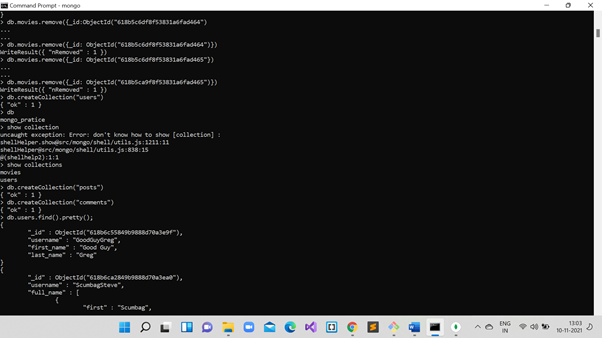 Command Prompt - mongo
}
> db.movies.remove({_id:ObjectId("618b5c6df8f53831a6fad464")
...
...
> db.movies.remove({_id: ObjectId("618b5c6df8f53831a6fad464")})
WriteResult({ "nRemoved" : 1 })
> db.movies.remove({_id:ObjectId("618b5c6df8f53831a6fad465")})
...
...
> db.movies.remove({_id:ObjectId("618b5ca9f8f53831a6fad465")})
WriteResult({ "nRemoved" : 1 })
> db.createCollection("users")
{ "ok" : 1 }
> db
mongo_pratice
> show collection
uncaught exception: Error: don't know how to show [collection] :
shellHelper.show@src/mongo/shell/utils.js:1211:11
shellHelper@src/mongo/shell/utils.js:838:15
@(shellhelp2):1:1
> show collections
movies
users
> db.createCollection("posts")
{ "ok" : 1 }
> db.createCollection("comments")
{ "ok" : 1 }
> db.users.find().pretty();
{
"_id" : ObjectId("618b6c55849b9888d70a3e9f"),
"username" : "GoodGuyGreg",
"first_name" : "Good Guy",
"last_name" : "Greg"
}
{
"_id" : ObjectId("618b6ca2849b9888d70a3ea0"),
"username" : "ScumbagSteve",
"full_name" : [
{
"first" : "Scumbag",
ENG
IN
13:03
10-11-2021